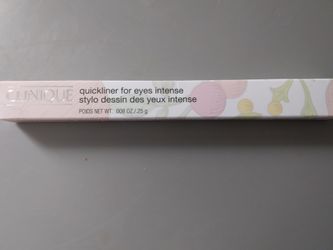 CLINIQUE
quickliner for eyes intense
stylo dessin des yeux intense
POIDS NET WT. .008 OZ/.25 g